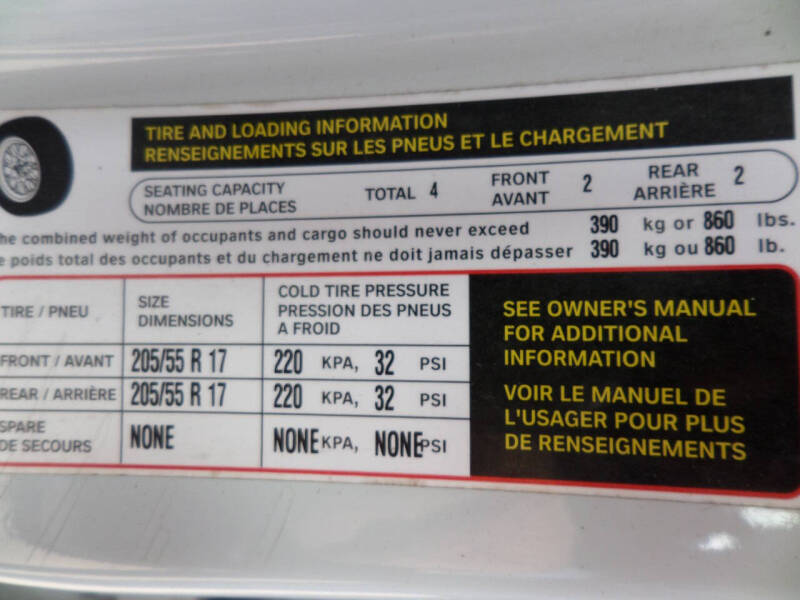 TIRE AND LOADING INFORMATION
RENSEIGNEMENTS SUR LES PNEUS ET LE CHARGEMENT
SEATING CAPACITY
NOMBRE DE PLACES
TOTAL 4
FRONT
AVANT
2
REAR
ARRIÈRE
2
combined weight of occupants and cargo should never exceed 390 kg or 860 lbs.
poids total des occupants et du chargement ne doit jamais dépasser 390 kg ou 860 lb.
TIRE / PNEU
SIZE
DIMENSIONS
COLD TIRE PRESSURE
PRESSION DES PNEUS
A FROID
FRONT / AVANT 205/55 R 17 220 KPA, 32 PSI
REAR / ARRIÈRE 205/55 R 17 220 KPA, 32 PSI
SPARE
DE SECOURS
NONE NONE KPA, NONE PSI
SEE OWNER'S MANUAL
FOR ADDITIONAL
INFORMATION
VOIR LE MANUEL DE
L'USAGER POUR PLUS
DE RENSEIGNEMENTS